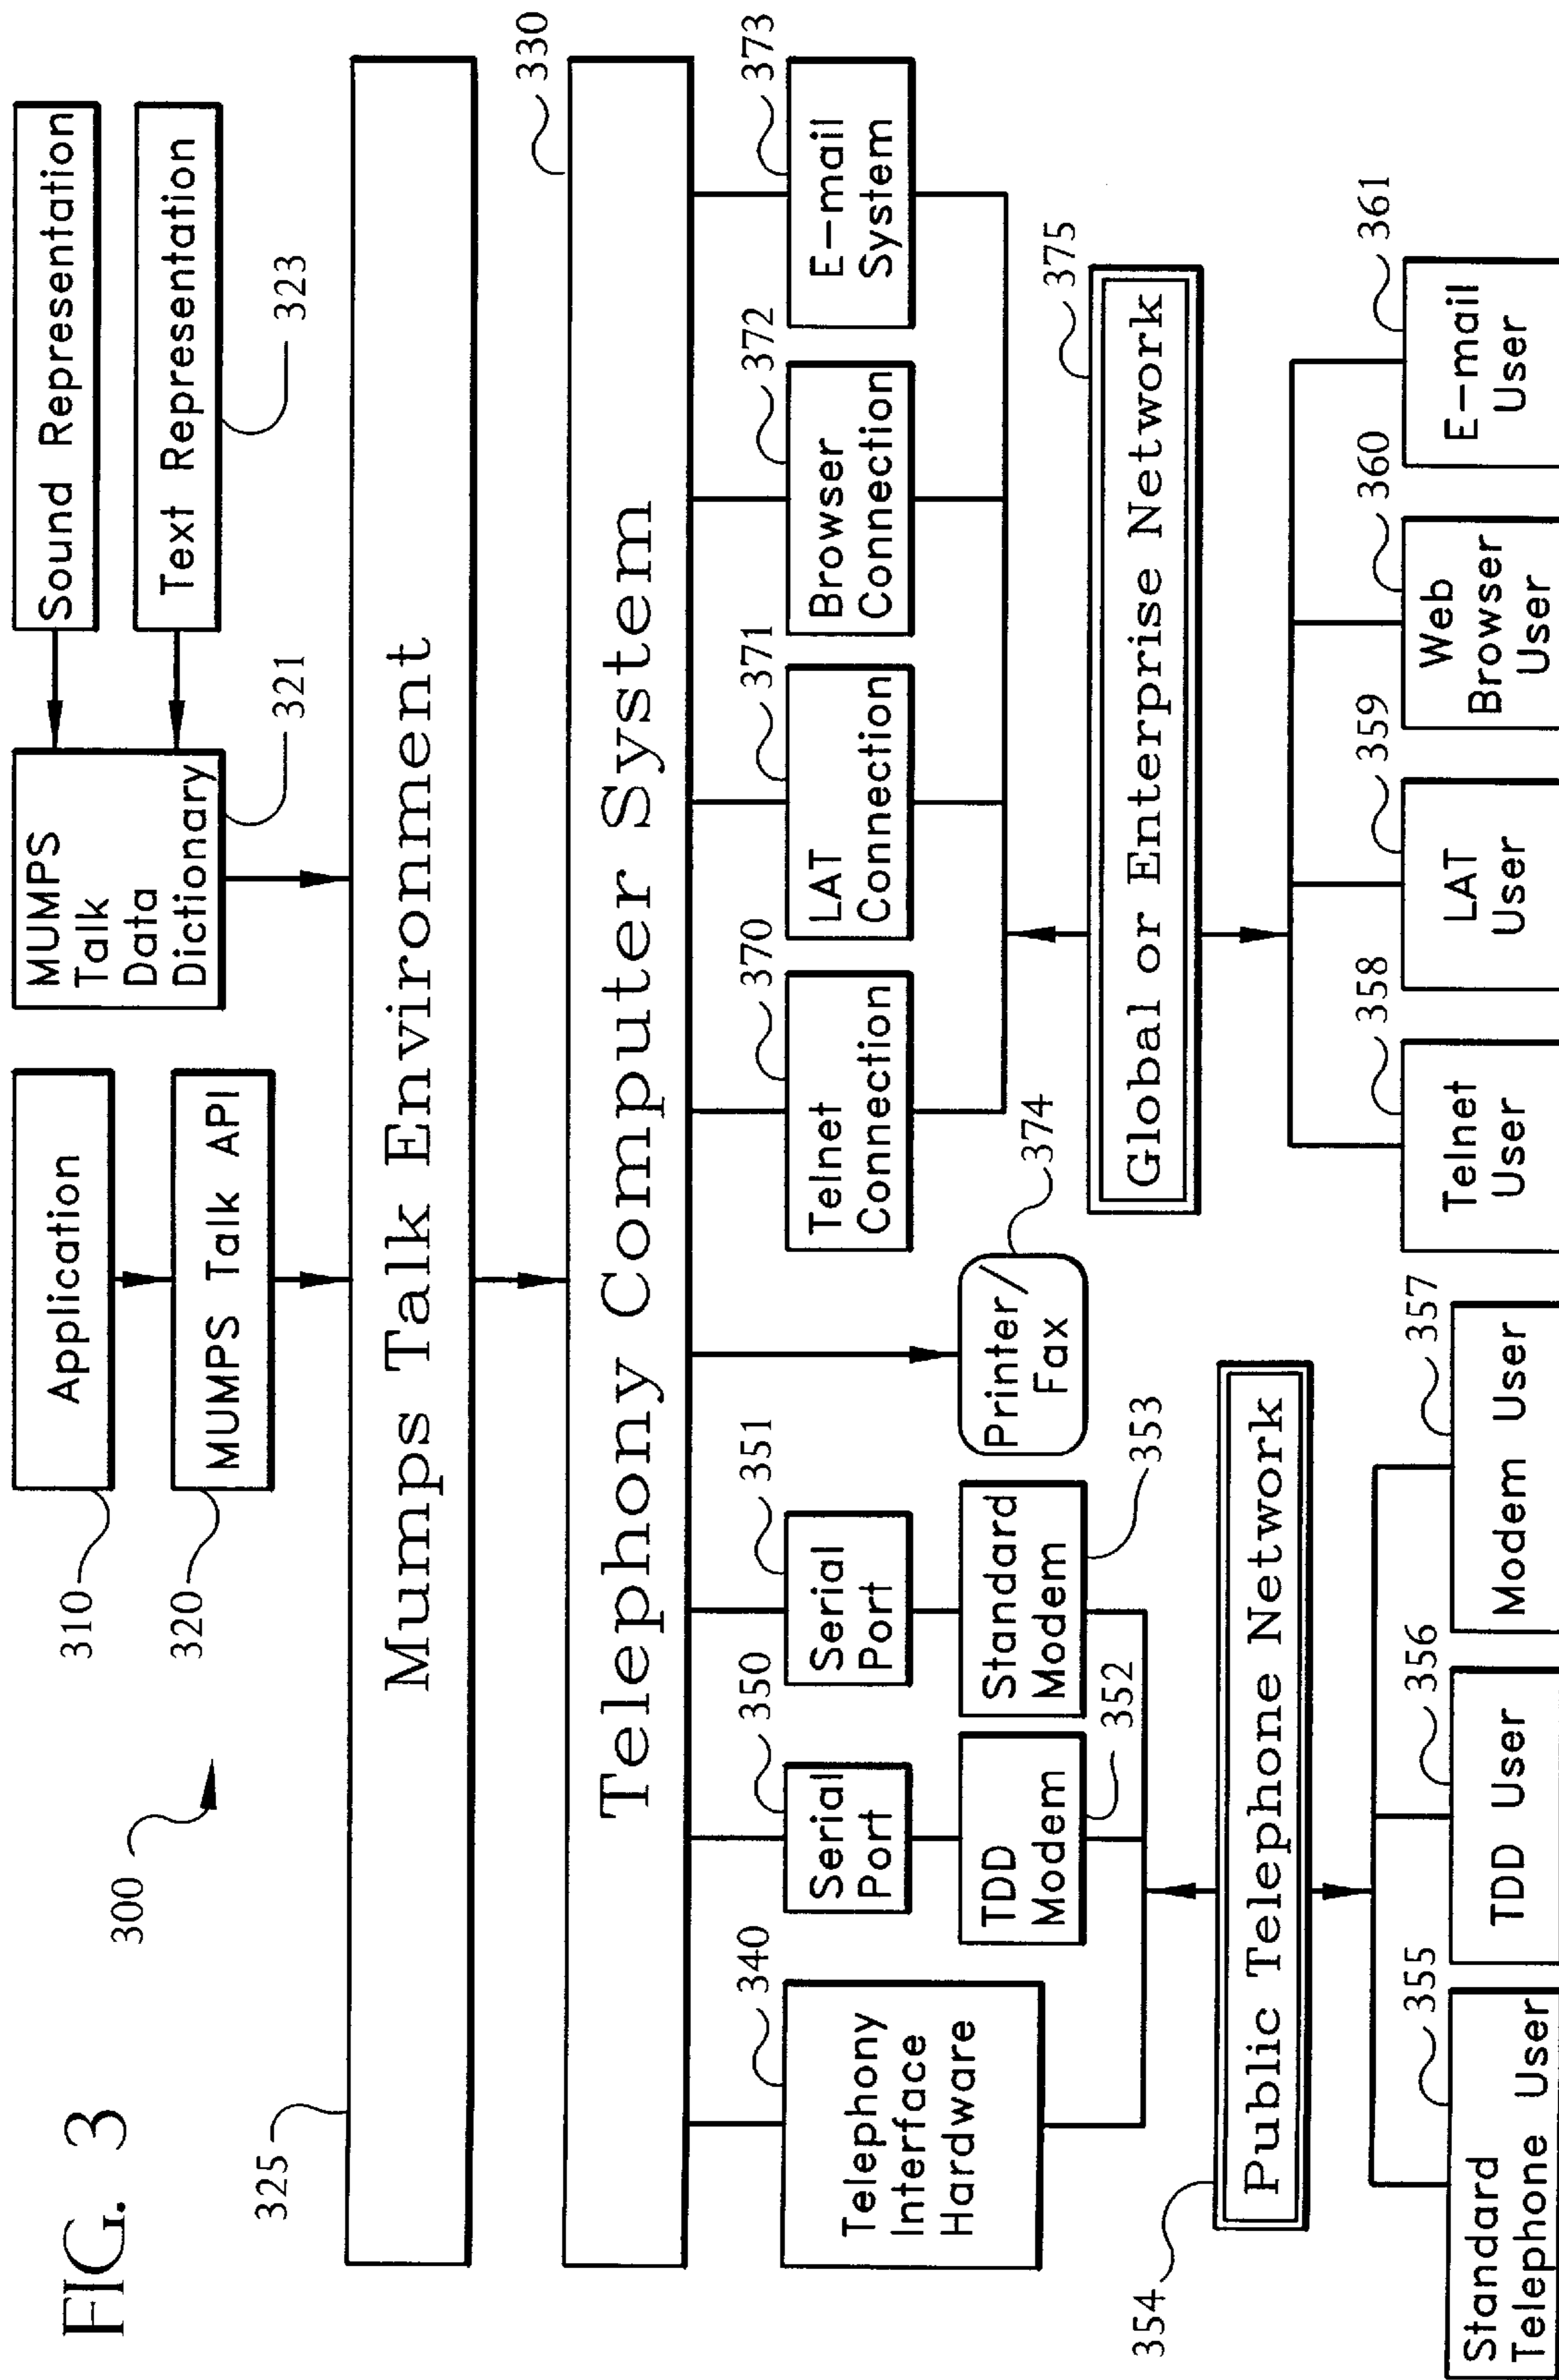 FIG. 3
300
310
Application
320
MUMPS Talk API
MUMPS
Talk
Data
Dictionary
321
Sound Representation
Text Representation
323
325
Mumps Talk Environment
330
Telephony Computer System
340
Telephony
Interface
Hardware
350
Serial
Port
351
Serial
Port
TDD
Modem
352
Standard
Modem
353
Printer/
Fax
374
370
Telnet
Connection
371
LAT
Connection
372
Browser
Connection
373
E-mail
System
354
Public Telephone Network
375
Global or Enterprise Network
355
Standard
Telephone User
356
TDD User
357
Modem User
358
Telnet
User
359
LAT
User
360
Web
Browser
User
361
E-mail
User